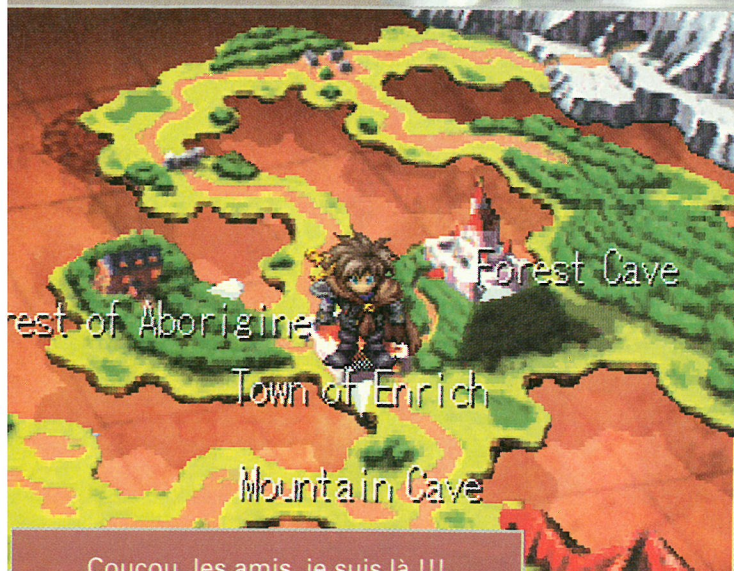 Forest Cave
rest of Aborigine
Town of Enrich
Mountain Cave
Coucou, les amis, je suis là !!!